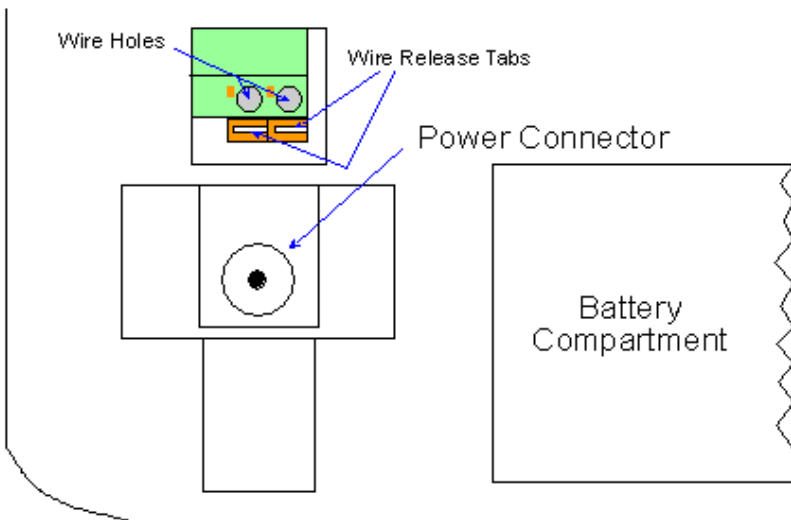 Wire Holes
Wire Release Tabs
Power Connector
Battery
Compartment